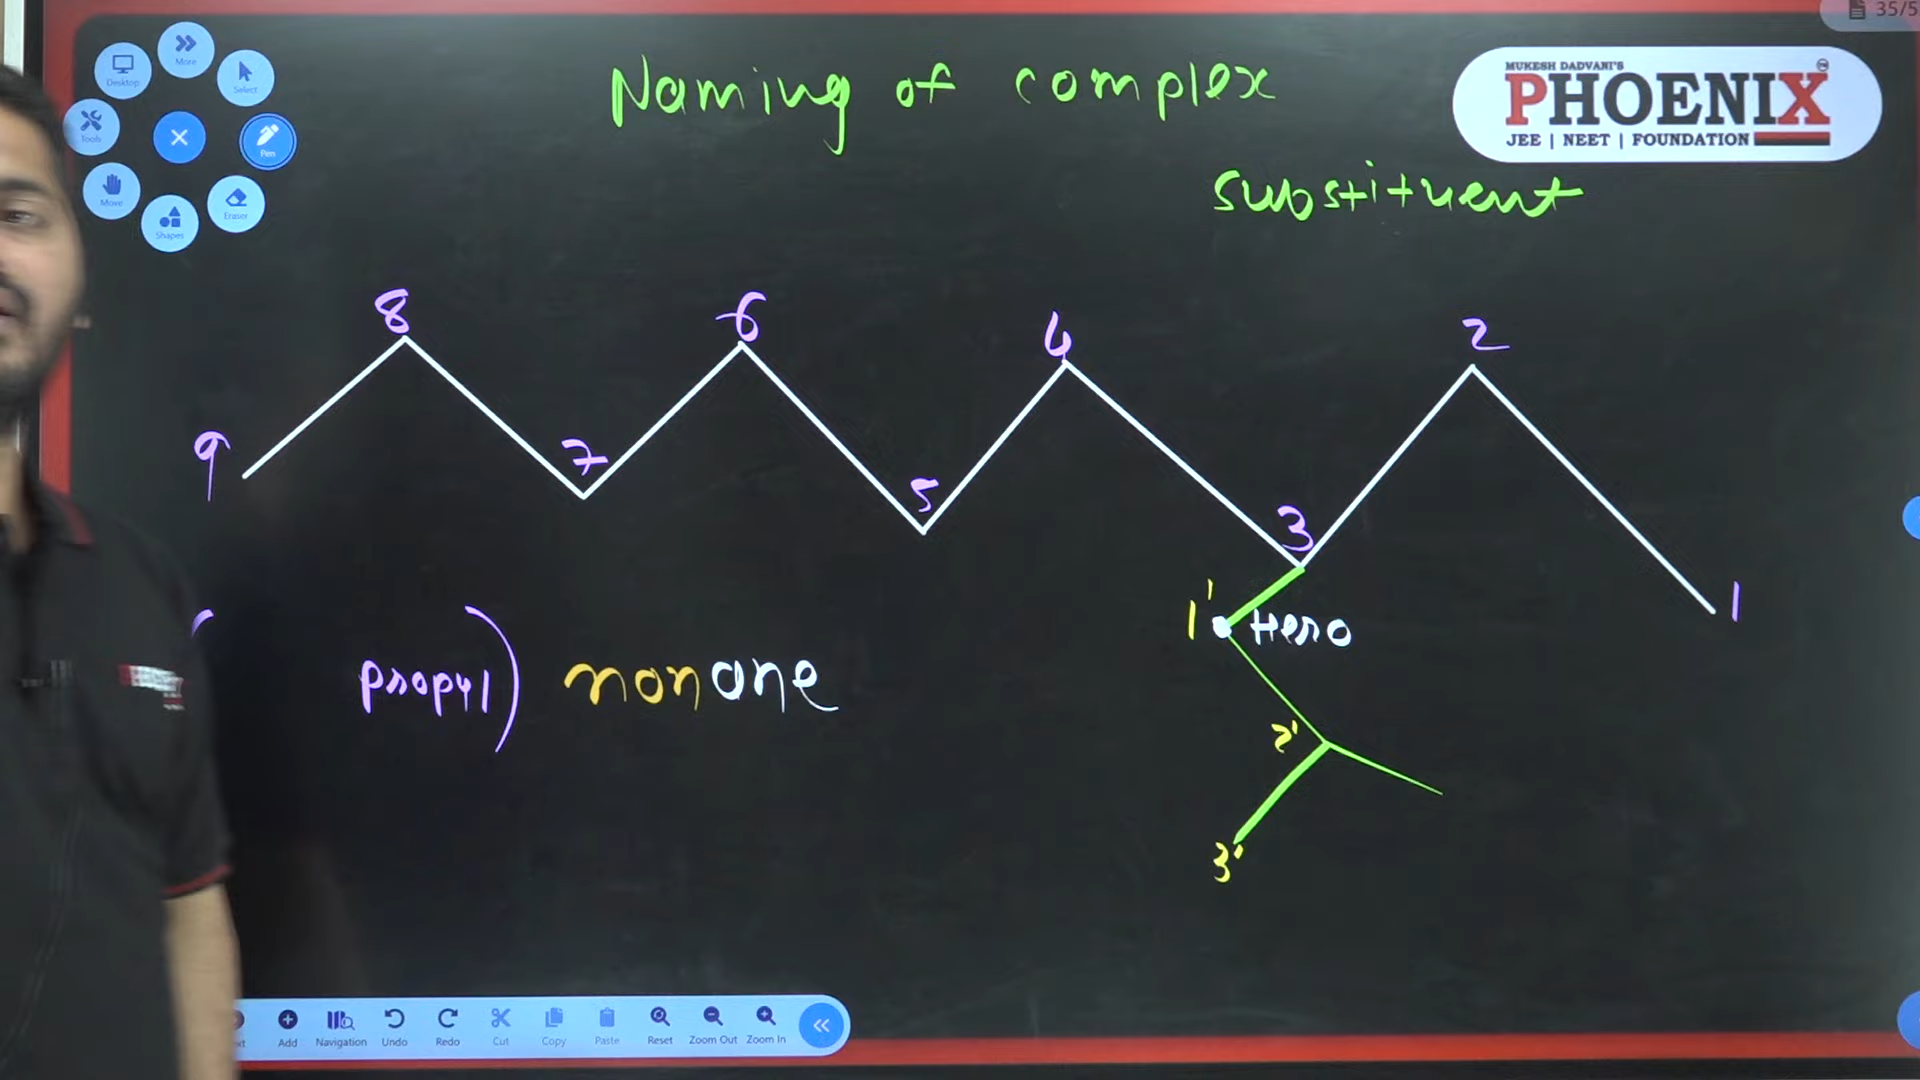 35/5
More
Desktop
Select
Tools
Pen
Move
Eraser
Shapes
Naming of complex
substituent
MUKESH DADVANI'S
PHOENIX
JEE | NEET | FOUNDATION
8
6
4
2
9
7
5
3
1
1' Hero
( propyl) nonane
2'
3'
Add
Navigation
Undo
Redo
Cut
Copy
Paste
Reset
Zoom Out
Zoom In